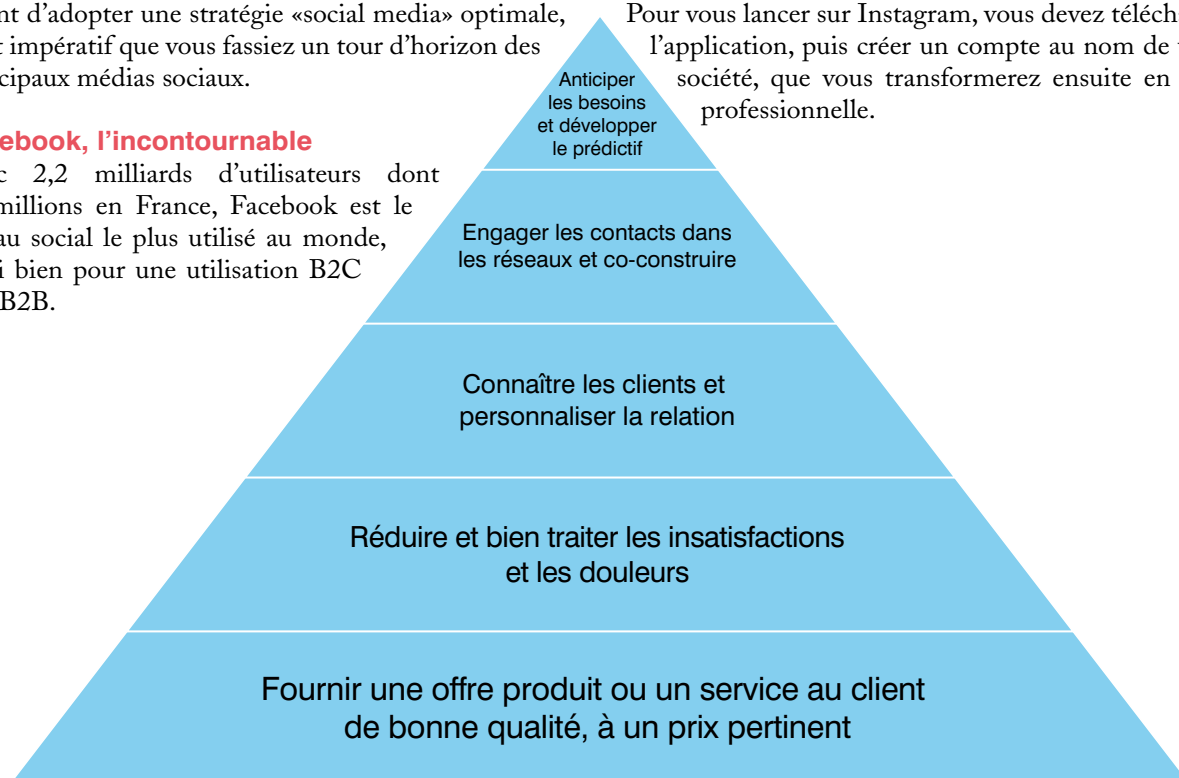 nt d’adopter une stratégie «social media» optimale,
t impératif que vous fassiez un tour d’horizon des
cipaux médias sociaux.
ebook, l’incontournable
c 2,2 milliards d’utilisateurs dont
millions en France, Facebook est le
au social le plus utilisé au monde,
i bien pour une utilisation B2C
B2B.
Pour vous lancer sur Instagram, vous devez téléch
l’application, puis créer un compte au nom de
société, que vous transformerez ensuite en
professionnelle.
Anticiper
les besoins
et développer
le prédictif
Engager les contacts dans
les réseaux et co-construire
Connaître les clients et
personnaliser la relation
Réduire et bien traiter les insatisfactions
et les douleurs
Fournir une offre produit ou un service au client
de bonne qualité, à un prix pertinent